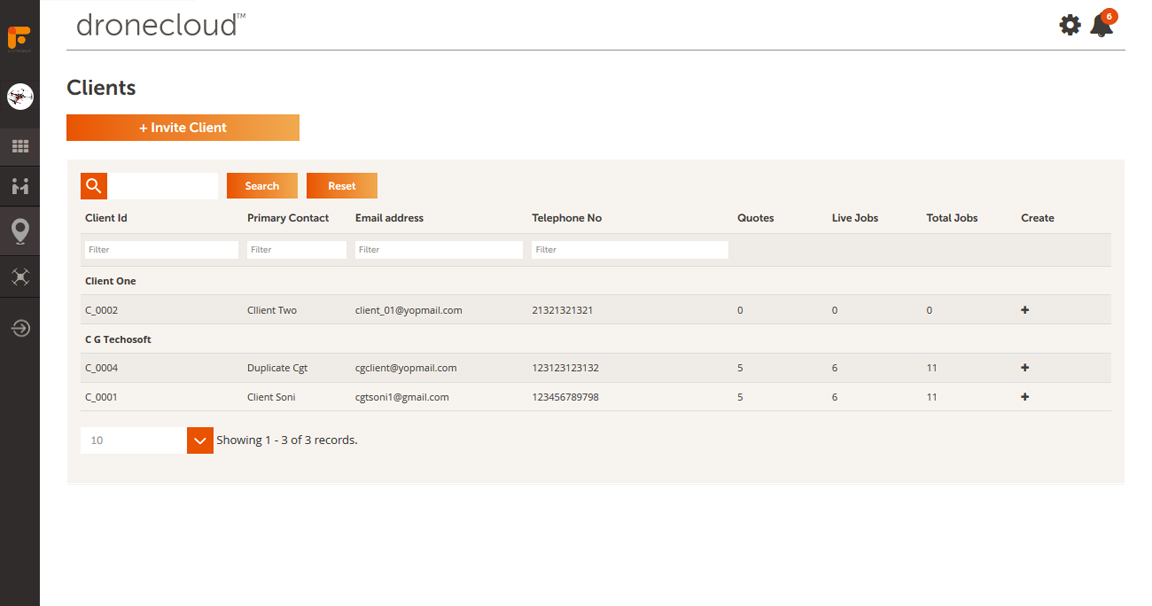 dronecloud™
6
Clients
+ Invite Client
Search Reset
Client Id Primary Contact Email address Telephone No Quotes Live Jobs Total Jobs Create
Filter Filter Filter Filter
Client One
C_0002 Cllient Two client_01@yopmail.com 21321321321 0 0 0 +
C G Techosoft
C_0004 Duplicate Cgt cgclient@yopmail.com 123123123132 5 6 11 +
C_0001 Client Soni cgtsoni1@gmail.com 123456789798 5 6 11 +
10 Showing 1 - 3 of 3 records.